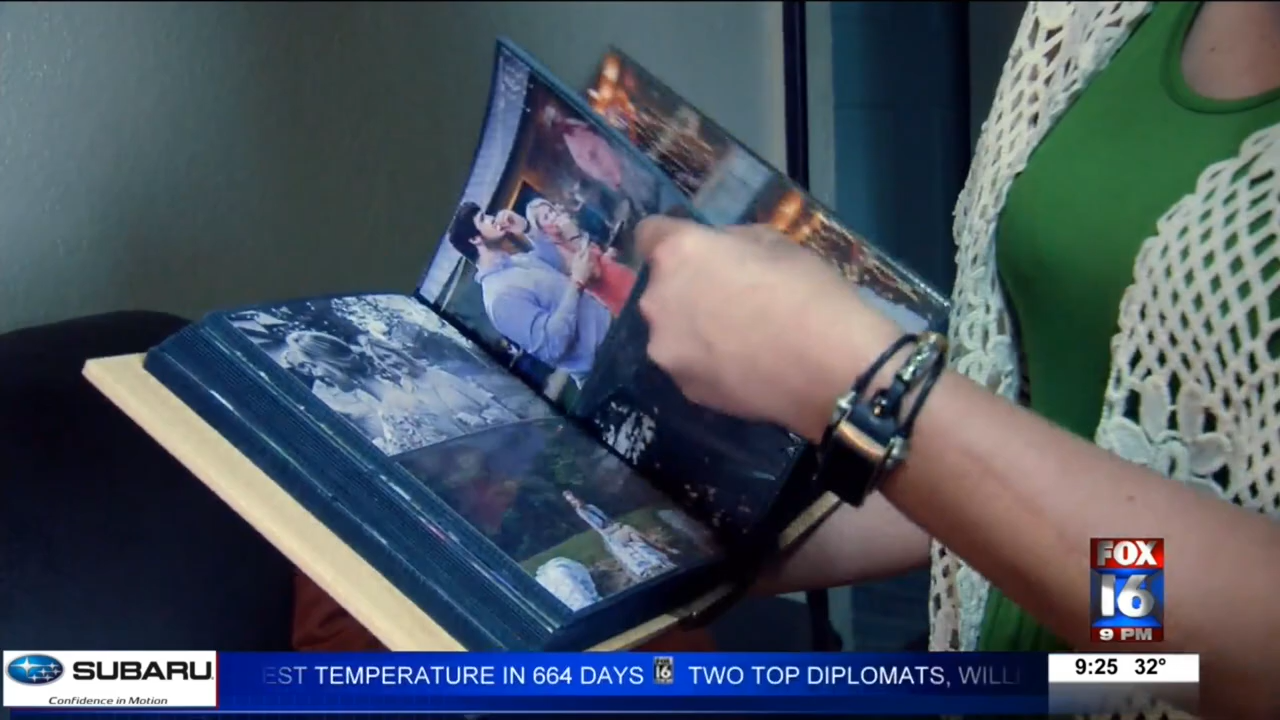 FOX
16
9 PM
SUBARU
Confidence in Motion
EST TEMPERATURE IN 664 DAYS FOX 16 TWO TOP DIPLOMATS, WILL
9:25 32°